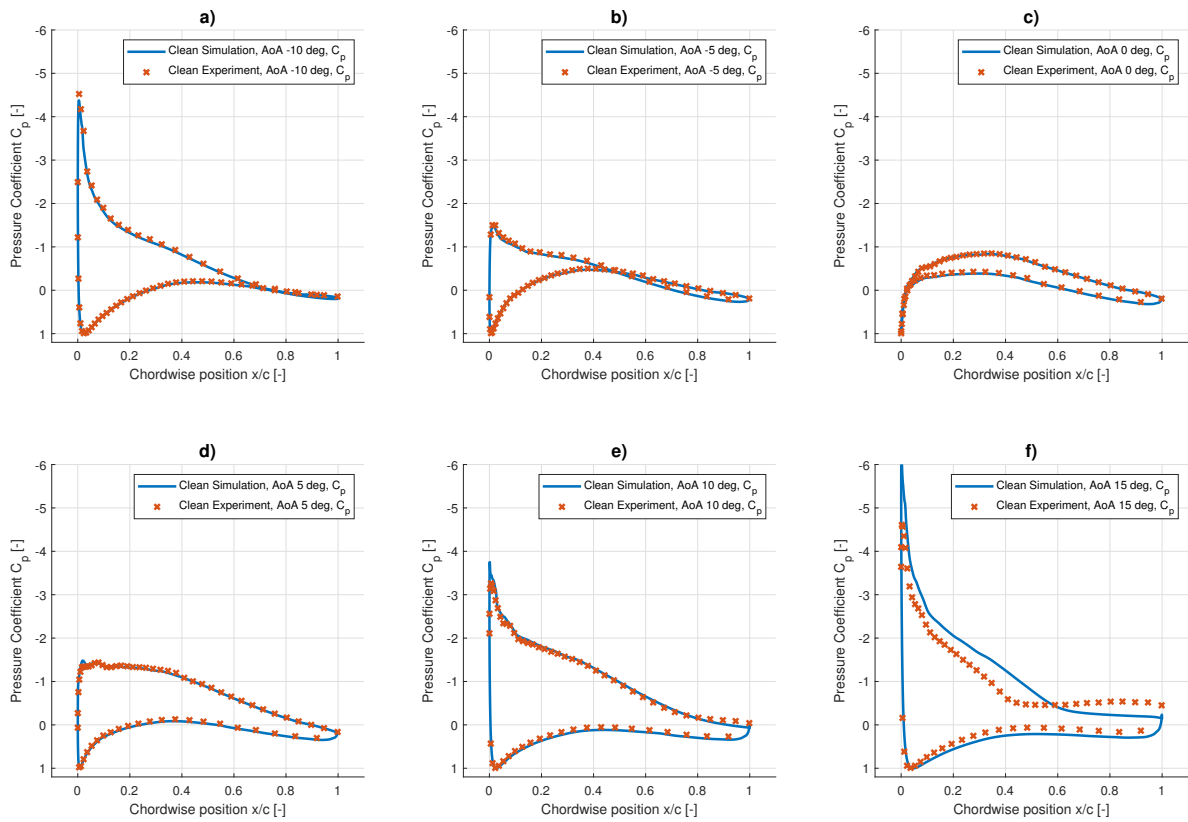 a)
Clean Simulation, AoA -10 deg, C_p
Clean Experiment, AoA -10 deg, C_p
Pressure Coefficient C_p [-]
-6
-5
-4
-3
-2
-1
0
1
0 0.2 0.4 0.6 0.8 1
Chordwise position x/c [-]
b)
Clean Simulation, AoA -5 deg, C_p
Clean Experiment, AoA -5 deg, C_p
Pressure Coefficient C_p [-]
-6
-5
-4
-3
-2
-1
0
1
0 0.2 0.4 0.6 0.8 1
Chordwise position x/c [-]
c)
Clean Simulation, AoA 0 deg, C_p
Clean Experiment, AoA 0 deg, C_p
Pressure Coefficient C_p [-]
-6
-5
-4
-3
-2
-1
0
1
0 0.2 0.4 0.6 0.8 1
Chordwise position x/c [-]
d)
Clean Simulation, AoA 5 deg, C_p
Clean Experiment, AoA 5 deg, C_p
Pressure Coefficient C_p [-]
-6
-5
-4
-3
-2
-1
0
1
0 0.2 0.4 0.6 0.8 1
Chordwise position x/c [-]
e)
Clean Simulation, AoA 10 deg, C_p
Clean Experiment, AoA 10 deg, C_p
Pressure Coefficient C_p [-]
-6
-5
-4
-3
-2
-1
0
1
0 0.2 0.4 0.6 0.8 1
Chordwise position x/c [-]
f)
Clean Simulation, AoA 15 deg, C_p
Clean Experiment, AoA 15 deg, C_p
Pressure Coefficient C_p [-]
-6
-5
-4
-3
-2
-1
0
1
0 0.2 0.4 0.6 0.8 1
Chordwise position x/c [-]